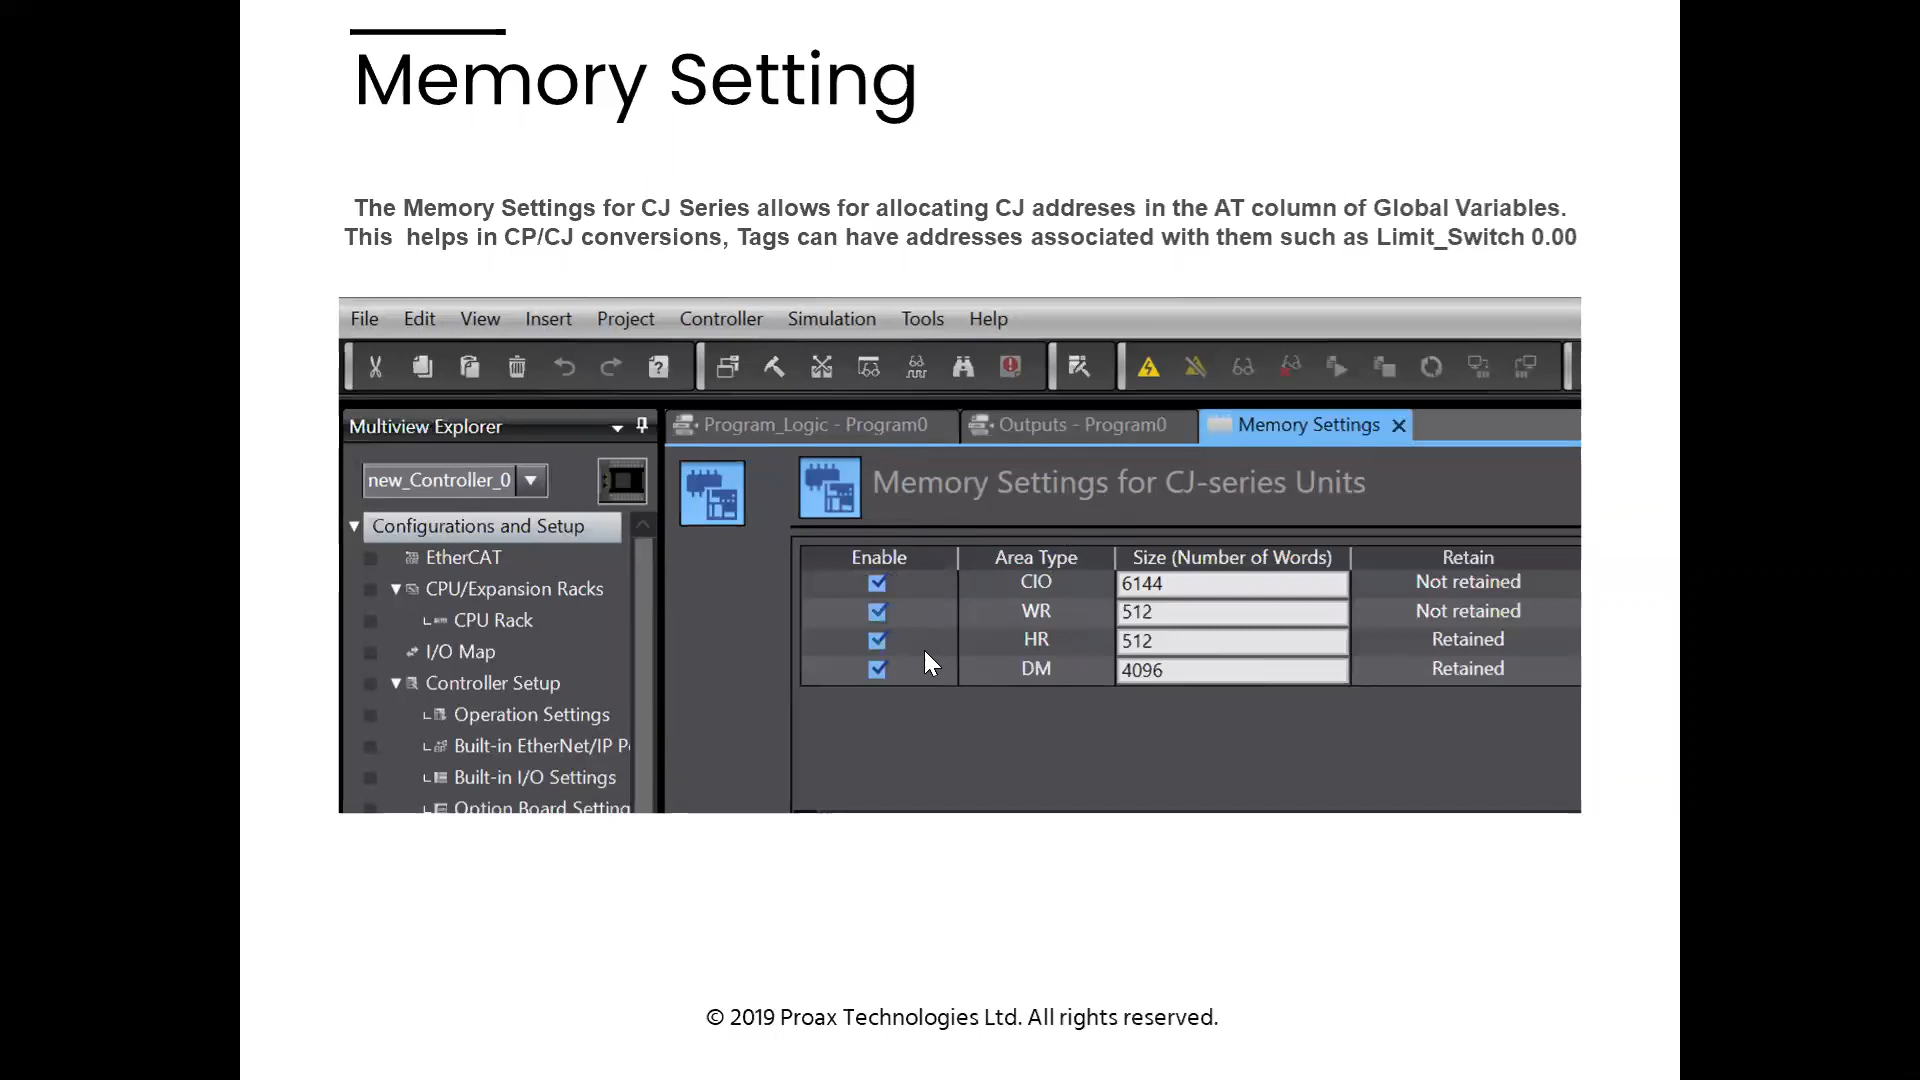 Memory Setting
The Memory Settings for CJ Series allows for allocating CJ addreses in the AT column of Global Variables.
This  helps in CP/CJ conversions, Tags can have addresses associated with them such as Limit_Switch 0.00
File Edit View Insert Project Controller Simulation Tools Help
Multiview Explorer
Program_Logic - Program0
Outputs - Program0
Memory Settings
new_Controller_0
Memory Settings for CJ-series Units
Configurations and Setup
EtherCAT
CPU/Expansion Racks
CPU Rack
I/O Map
Controller Setup
Operation Settings
Built-in EtherNet/IP P
Built-in I/O Settings
Option Board Setting
Enable Area Type Size (Number of Words) Retain
CIO 6144 Not retained
WR 512 Not retained
HR 512 Retained
DM 4096 Retained
© 2019 Proax Technologies Ltd. All rights reserved.